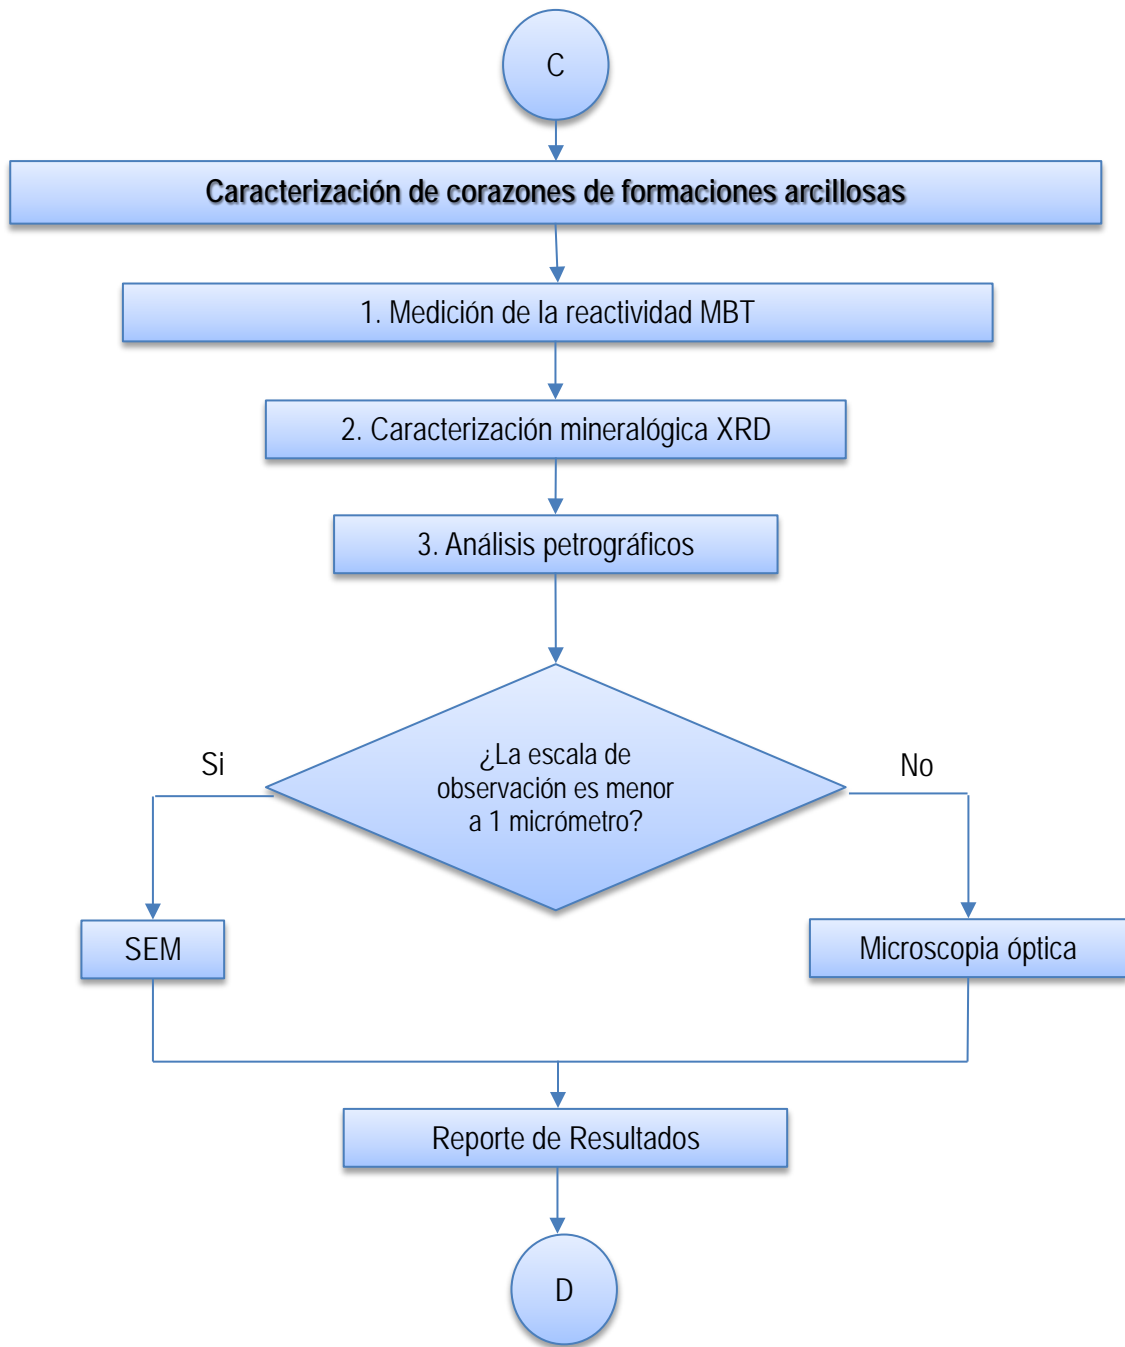 C
Caracterización de corazones de formaciones arcillosas
1. Medición de la reactividad MBT
2. Caracterización mineralógica XRD
3. Análisis petrográficos
¿La escala de
observación es menor
a 1 micrómetro?
Si
No
SEM
Microscopia óptica
Reporte de Resultados
D